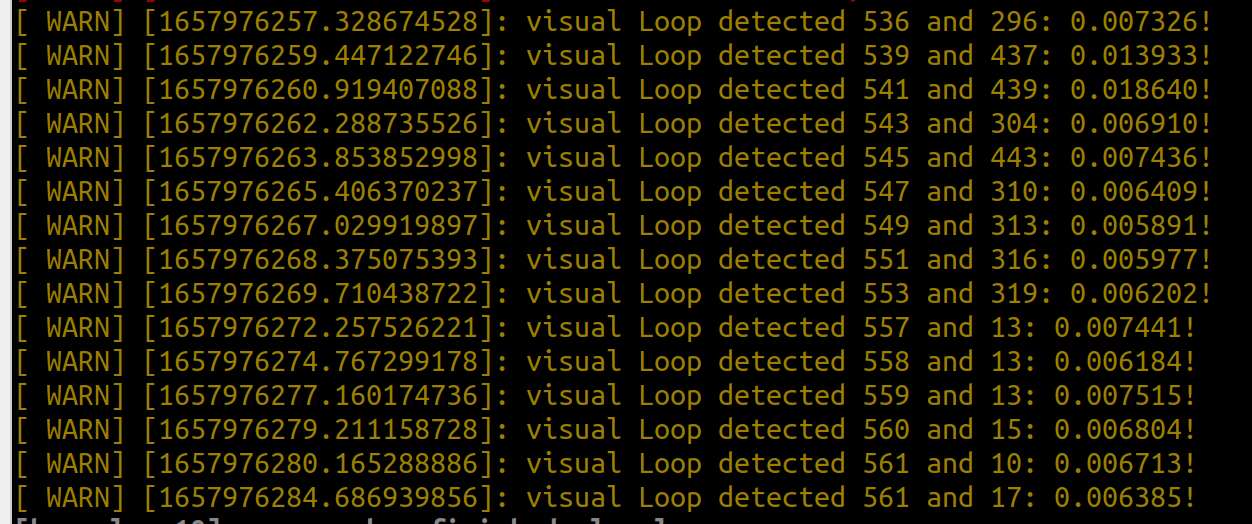 [ WARN] [1657976257.328674528]: visual Loop detected 536 and 296: 0.007326!
[ WARN] [1657976259.447122746]: visual Loop detected 539 and 437: 0.013933!
[ WARN] [1657976260.919407088]: visual Loop detected 541 and 439: 0.018640!
[ WARN] [1657976262.288735526]: visual Loop detected 543 and 304: 0.006910!
[ WARN] [1657976263.853852998]: visual Loop detected 545 and 443: 0.007436!
[ WARN] [1657976265.406370237]: visual Loop detected 547 and 310: 0.006409!
[ WARN] [1657976267.029919897]: visual Loop detected 549 and 313: 0.005891!
[ WARN] [1657976268.375075393]: visual Loop detected 551 and 316: 0.005977!
[ WARN] [1657976269.710438722]: visual Loop detected 553 and 319: 0.006202!
[ WARN] [1657976272.257526221]: visual Loop detected 557 and 13: 0.007441!
[ WARN] [1657976274.767299178]: visual Loop detected 558 and 13: 0.006184!
[ WARN] [1657976277.160174736]: visual Loop detected 559 and 13: 0.007515!
[ WARN] [1657976279.211158728]: visual Loop detected 560 and 15: 0.006804!
[ WARN] [1657976280.165288886]: visual Loop detected 561 and 10: 0.006713!
[ WARN] [1657976284.686939856]: visual Loop detected 561 and 17: 0.006385!